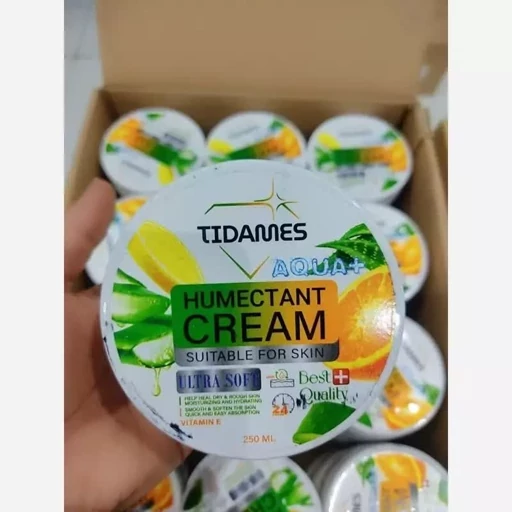 TIDAMES
AQUA+
HUMECTANT
CREAM
SUITABLE FOR SKIN
ULTRA SOFT
Best
Quality
HELP HEAL DRY & ROUGH SKIN
MOISTURIZING AND HYDRATING
SMOOTH & SOFTEN THE SKIN
QUICK AND EASY ABSORPTION
24
VITAMIN E
250 ML